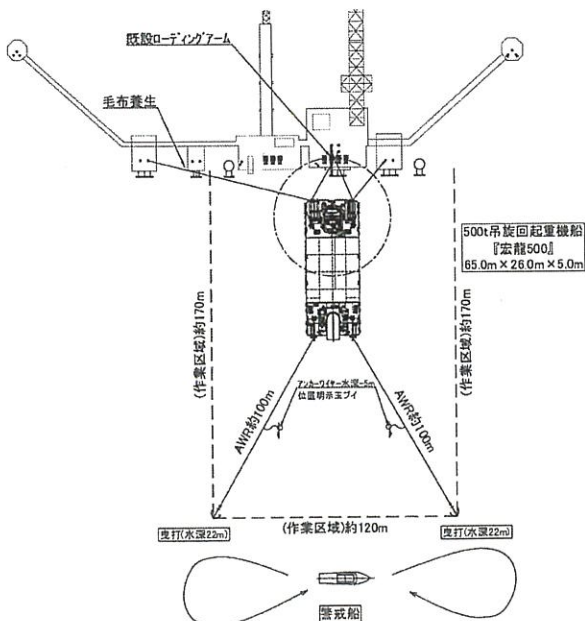 既設ローディングアーム
毛布養生
500t吊旋回起重機船
『宏龍500』
65.0m×26.0m×5.0m
(作業区域)約170m
(作業区域)約170m
アンカーワイヤー水深-5m
位置明示玉ブイ
AWR約100m
AWR約100m
(作業区域)約120m
曳打(水深22m)
曳打(水深22m)
警戒船